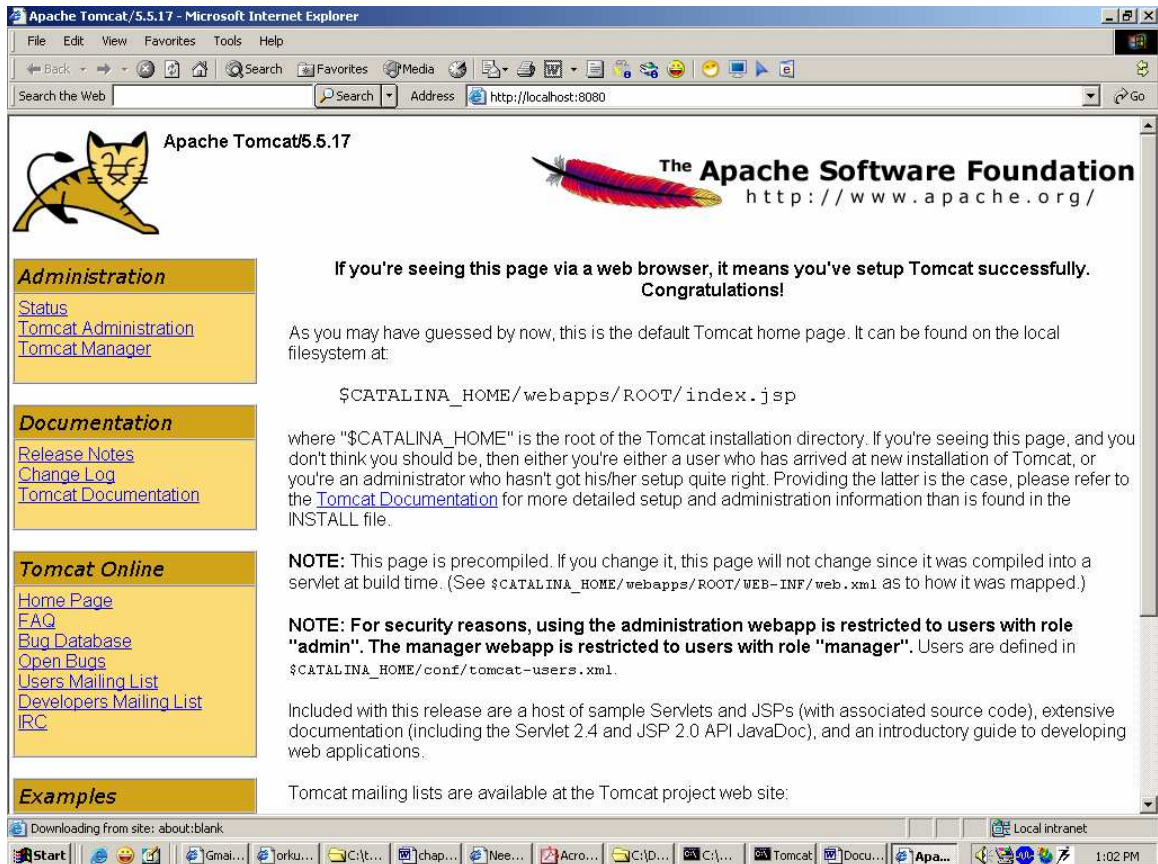 Apache Tomcat/5.5.17 - Microsoft Internet Explorer
File Edit View Favorites Tools Help
Back Search Favorites Media
Search the Web Search Address http://localhost:8080 Go
Apache Tomcat/5.5.17
The Apache Software Foundation
http://www.apache.org/
Administration
Status
Tomcat Administration
Tomcat Manager
Documentation
Release Notes
Change Log
Tomcat Documentation
Tomcat Online
Home Page
FAQ
Bug Database
Open Bugs
Users Mailing List
Developers Mailing List
IRC
Examples
If you're seeing this page via a web browser, it means you've setup Tomcat successfully.
Congratulations!
As you may have guessed by now, this is the default Tomcat home page. It can be found on the local
filesystem at:
$CATALINA_HOME/webapps/ROOT/index.jsp
where "$CATALINA_HOME" is the root of the Tomcat installation directory. If you're seeing this page, and you
don't think you should be, then either you're either a user who has arrived at new installation of Tomcat, or
you're an administrator who hasn't got his/her setup quite right. Providing the latter is the case, please refer to
the Tomcat Documentation for more detailed setup and administration information than is found in the
INSTALL file.
NOTE: This page is precompiled. If you change it, this page will not change since it was compiled into a
servlet at build time. (See $CATALINA_HOME/webapps/ROOT/WEB-INF/web.xml as to how it was mapped.)
NOTE: For security reasons, using the administration webapp is restricted to users with role
"admin". The manager webapp is restricted to users with role "manager". Users are defined in
$CATALINA_HOME/conf/tomcat-users.xml.
Included with this release are a host of sample Servlets and JSPs (with associated source code), extensive
documentation (including the Servlet 2.4 and JSP 2.0 API JavaDoc), and an introductory guide to developing
web applications.
Tomcat mailing lists are available at the Tomcat project web site:
Downloading from site: about:blank Local intranet
Start Gmai... orku... C:\t... chap... Nee... Acro... C:\D... C:\... Tomcat Docu... Apa... 1:02 PM